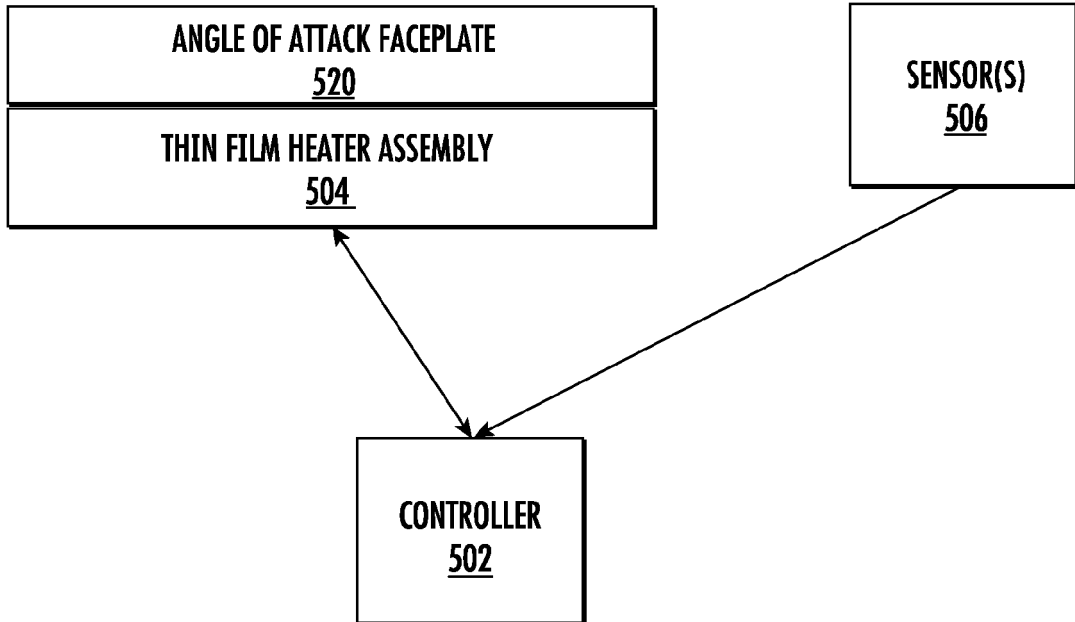 ANGLE OF ATTACK FACEPLATE
520
THIN FILM HEATER ASSEMBLY
504
SENSOR(S)
506
CONTROLLER
502